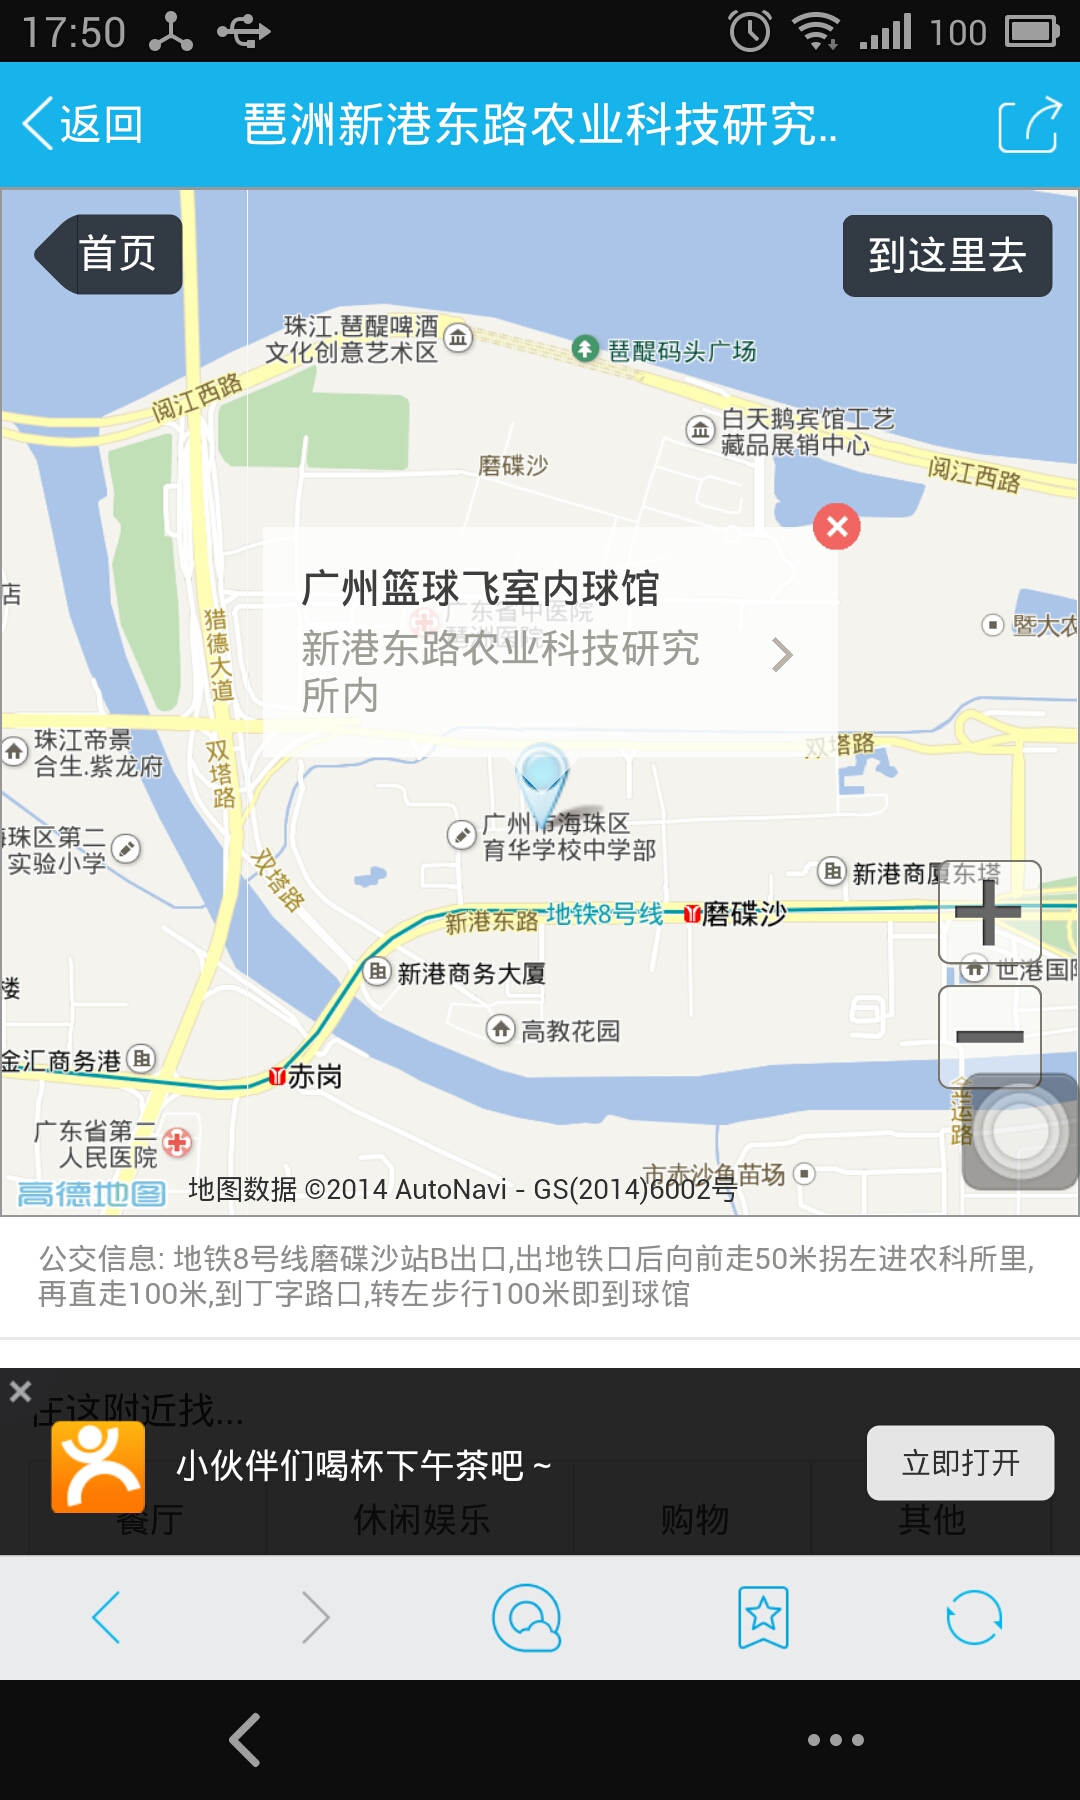 17:50
100
返回
琶洲新港东路农业科技研究..
首页
到这里去
珠江.琶醍啤酒
文化创意艺术区
琶醍码头广场
阅江西路
白天鹅宾馆工艺
藏品展销中心
阅江西路
磨碟沙
店
广州篮球飞室内球馆
广东省中医院
琶洲医院
新港东路农业科技研究
所内
暨大农
猎德大道
珠江帝景
合生.紫龙府
双塔路
双塔路
广州市海珠区
育华学校中学部
海珠区第二
实验小学
双塔路
新港商厦东塔
新港东路
地铁8号线
磨碟沙
新港商务大厦
世港国际
楼
高教花园
金汇商务港
赤岗
广东省第二
人民医院
市赤沙鱼苗场
高德地图
地图数据 ©2014 AutoNavi - GS(2014)6002号
公交信息: 地铁8号线磨碟沙站B出口,出地铁口后向前走50米拐左进农科所里,
再直走100米,到丁字路口,转左步行100米即到球馆
在这附近找...
小伙伴们喝杯下午茶吧 ~
立即打开
餐厅
休闲娱乐
购物
其他